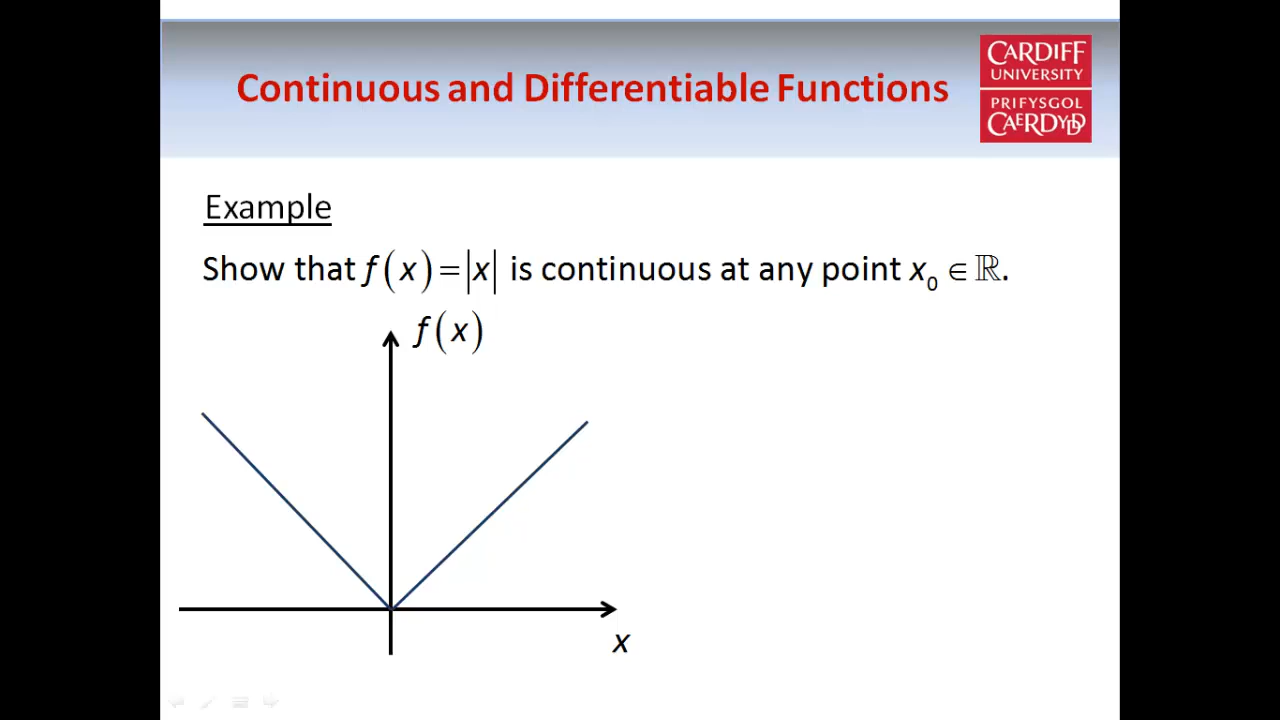 Continuous and Differentiable Functions
CARDIFF
UNIVERSITY
PRIFYSGOL
CAERDYDD
Example
Show that f(x)=|x| is continuous at any point x₀ ∈ ℝ.
f(x)
x